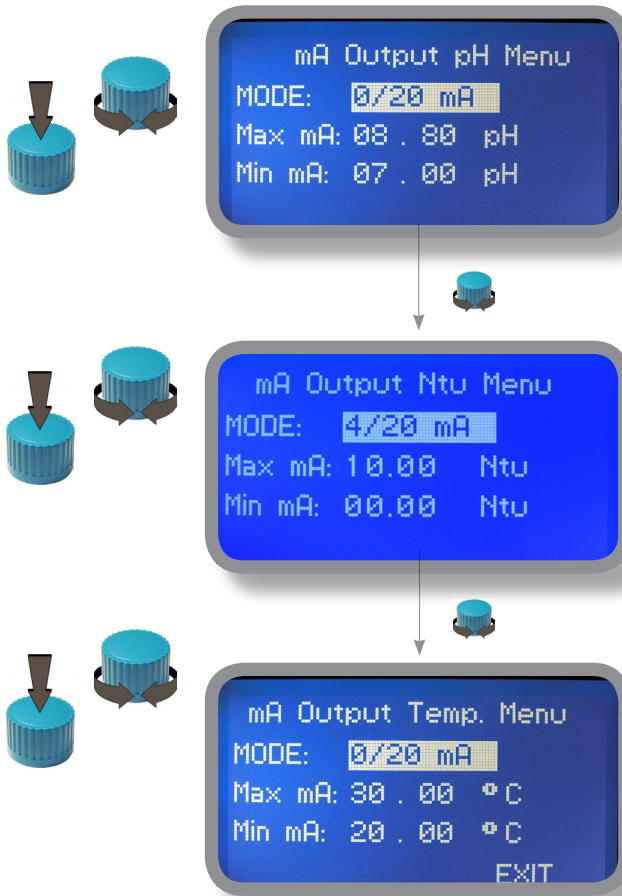 mA Output pH Menu
MODE: 0/20 mA
Max mA: 08 . 80 pH
Min mA: 07 . 00 pH
mA Output Ntu Menu
MODE: 4/20 mA
Max mA: 10.00 Ntu
Min mA: 00.00 Ntu
mA Output Temp. Menu
MODE: 0/20 mA
Max mA: 30 . 00 °C
Min mA: 20 . 00 °C
EXIT